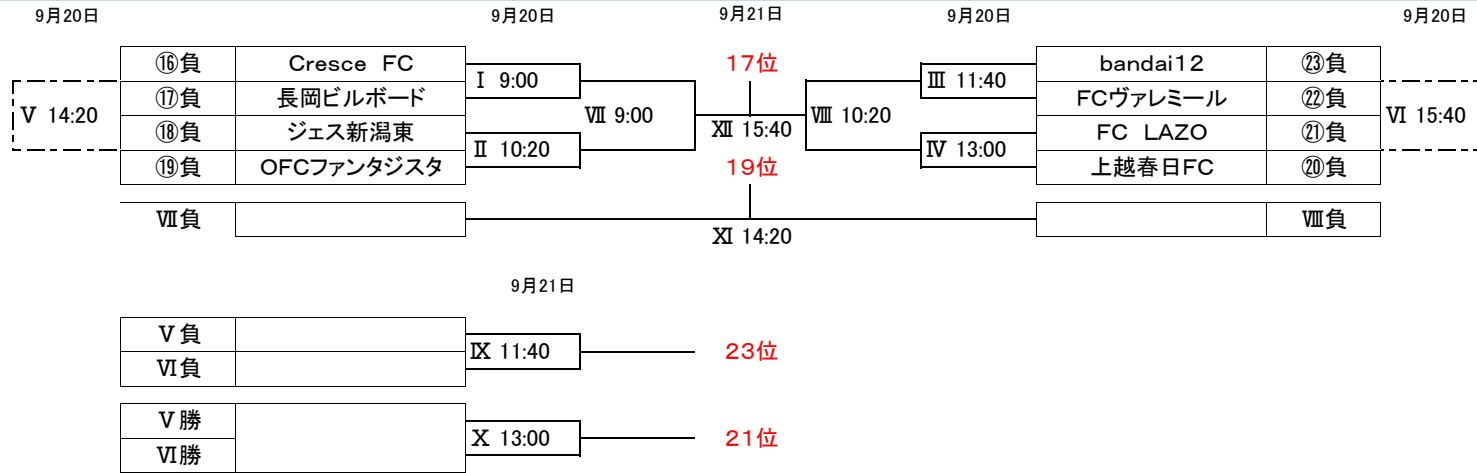 9月20日 9月20日 9月21日 9月20日 9月20日
⑯負 Cresce FC 17位 bandai12 ㉓負
Ⅰ 9:00 Ⅲ 11:40
⑰負 長岡ビルボード FCヴァレミール ㉒負
Ⅴ 14:20 Ⅶ 9:00 Ⅻ 15:40 Ⅷ 10:20 Ⅵ 15:40
⑱負 ジェス新潟東 FC LAZO ㉑負
Ⅱ 10:20 Ⅳ 13:00
⑲負 OFCファンタジスタ 19位 上越春日FC ⑳負
Ⅶ負 Ⅷ負
Ⅺ 14:20
9月21日
Ⅴ負
Ⅸ 11:40 23位
Ⅵ負
Ⅴ勝
Ⅹ 13:00 21位
Ⅵ勝